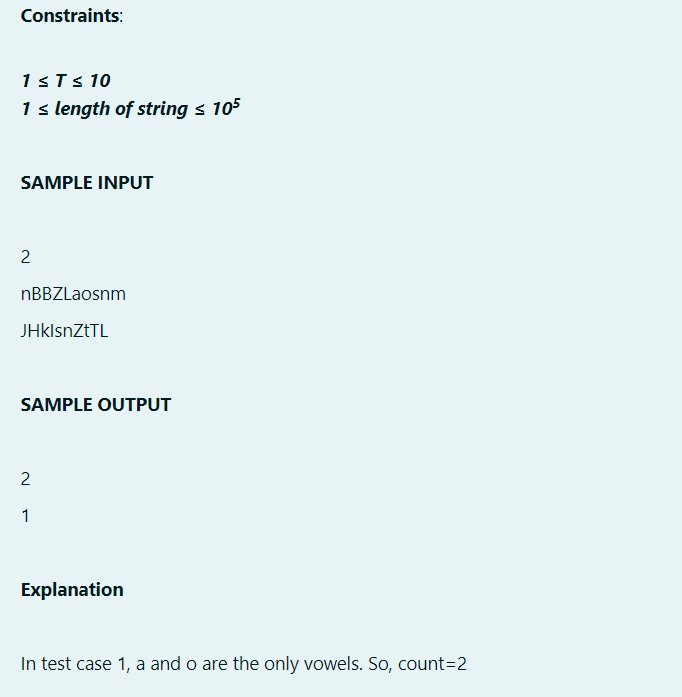 Constraints:
1 ≤ T ≤ 10
1 ≤ length of string ≤ 10⁵
SAMPLE INPUT
2
nBBZLaosnm
JHkIsnZtTL
SAMPLE OUTPUT
2
1
Explanation
In test case 1, a and o are the only vowels. So, count=2